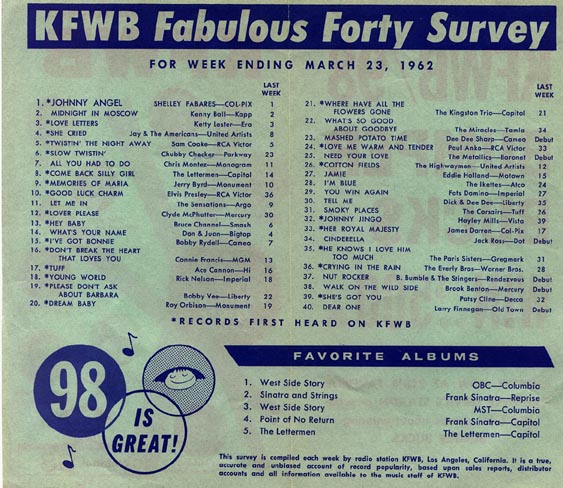 KFWB Fabulous Forty Survey
FOR WEEK ENDING MARCH 23, 1962
LAST WEEK
1. *JOHNNY ANGEL SHELLEY FABARES—COL-PIX 1
2. MIDNIGHT IN MOSCOW Kenny Ball—Kapp 2
3. *LOVE LETTERS Ketty Lester—Era 3
4. *SHE CRIED Jay & The Americans—United Artists 8
5. *TWISTIN' THE NIGHT AWAY Sam Cooke—RCA Victor 5
6. *SLOW TWISTIN' Chubby Checker—Parkway 23
7. ALL YOU HAD TO DO Chris Montez—Monogram 11
8. *COME BACK SILLY GIRL The Lettermen—Capitol 14
9. *MEMORIES OF MARIA Jerry Byrd—Monument 10
10. *GOOD LUCK CHARM Elvis Presley—RCA Victor 36
11. LET ME IN The Sensations—Argo 9
12. *LOVER PLEASE Clyde McPhatter—Mercury 30
13. *HEY BABY Bruce Channel—Smash 6
14. WHAT'S YOUR NAME Don & Juan—Bigtop 4
15. *I'VE GOT BONNIE Bobby Rydell—Cameo 7
16. *DON'T BREAK THE HEART
THAT LOVES YOU Connie Francis—MGM 13
17. *TUFF Ace Cannon—Hi 16
18. *YOUNG WORLD Rick Nelson—Imperial 18
19. *PLEASE DON'T ASK
ABOUT BARBARA Bobby Vee—Liberty 22
20. *DREAM BABY Roy Orbison—Monument 19
LAST WEEK
21. *WHERE HAVE ALL THE
FLOWERS GONE The Kingston Trio—Capitol 21
22. WHAT'S SO GOOD
ABOUT GOODBYE The Miracles—Tamla 34
23. MASHED POTATO TIME Dee Dee Sharp—Cameo Debut
24. *LOVE ME WARM AND TENDER Paul Anka—RCA Victor 33
25. NEED YOUR LOVE The Metallics—Baronet Debut
26. *COTTON FIELDS The Highwaymen—United Artists 12
27. JAMIE Eddie Holland—Motown 15
28. I'M BLUE The Ikettes—Atco 24
29. YOU WIN AGAIN Fats Domino—Imperial 27
30. TELL ME Dick & Dee Dee—Liberty 35
31. SMOKY PLACES The Corsairs—Tuff 26
32. *JOHNNY JINGO Hayley Mills—Vista 39
33. *HER ROYAL MAJESTY James Darren—Col-Pix 17
34. CINDERELLA Jack Ross—Dot Debut
35. *HE KNOWS I LOVE HIM
TOO MUCH The Paris Sisters—Gregmark 31
36. *CRYING IN THE RAIN The Everly Bros—Warner Bros. 28
37. NUT ROCKER B. Bumble & The Stingers—Rendezvous Debut
38. WALK ON THE WILD SIDE Brook Benton—Mercury Debut
39. *SHE'S GOT YOU Patsy Cline—Decca 32
40. DEAR ONE Larry Finnegan—Old Town Debut
*RECORDS FIRST HEARD ON KFWB
98
IS
GREAT!
FAVORITE ALBUMS
1. West Side Story OBC—Columbia
2. Sinatra and Strings Frank Sinatra—Reprise
3. West Side Story MST—Columbia
4. Point of No Return Frank Sinatra—Capitol
5. The Lettermen The Lettermen—Capitol
This survey is compiled each week by radio station KFWB, Los Angeles, California. It is a true,
accurate and unbiased account of record popularity, based upon sales reports, distributor
accounts and all information available to the music staff of KFWB.